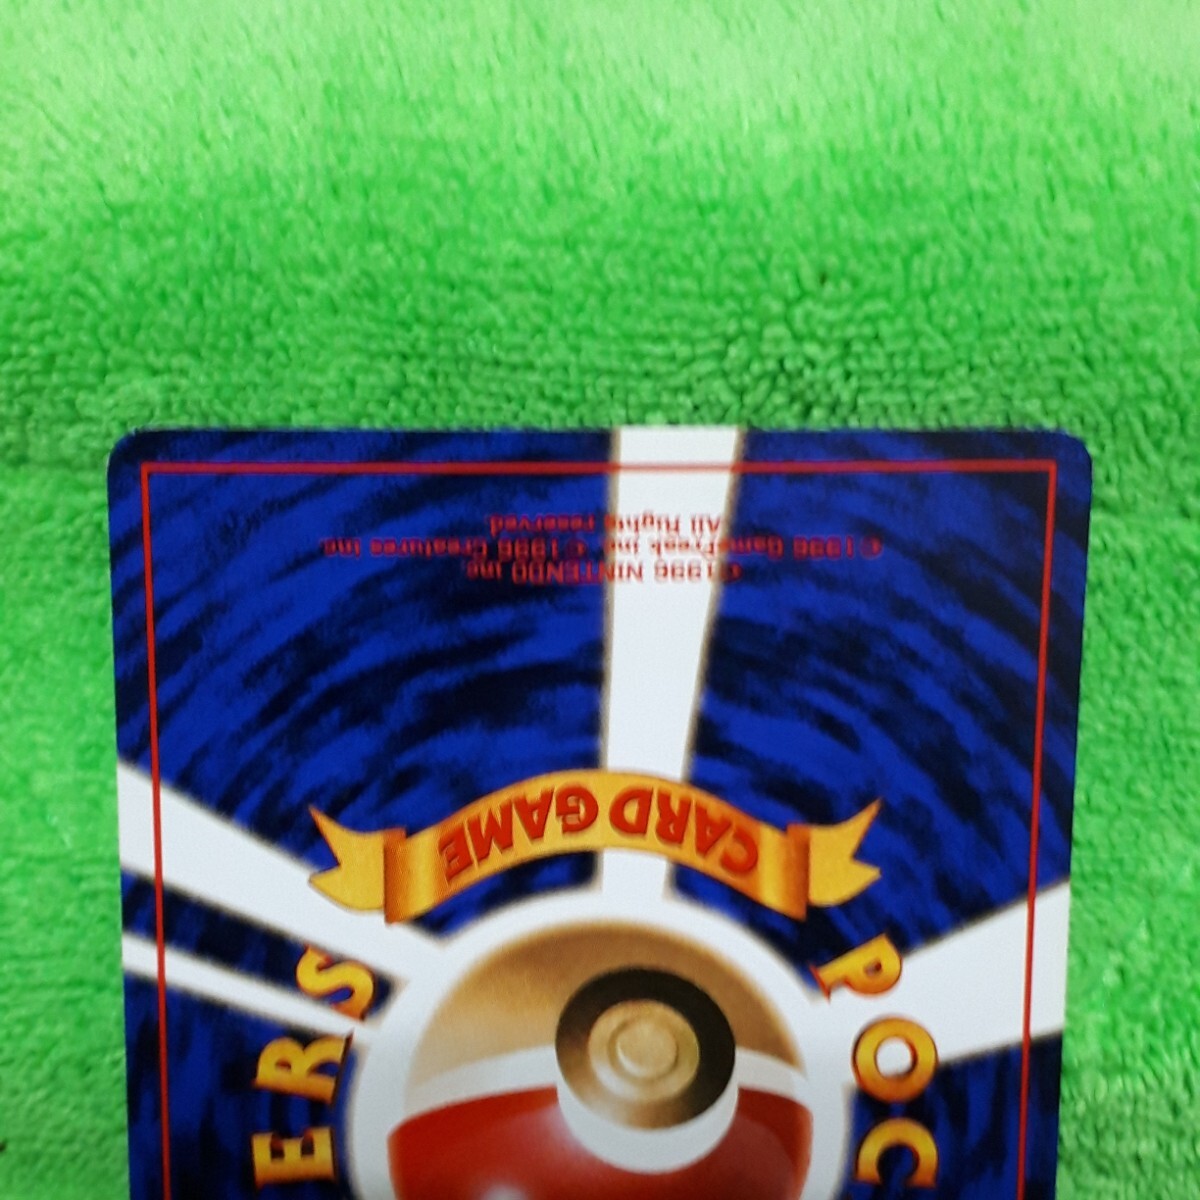 POC
ERS
CARD GAME
©1996 NINTENDO inc.
©1996 GameFreak inc. ©1996 Creatures inc.
All Rights reserved.